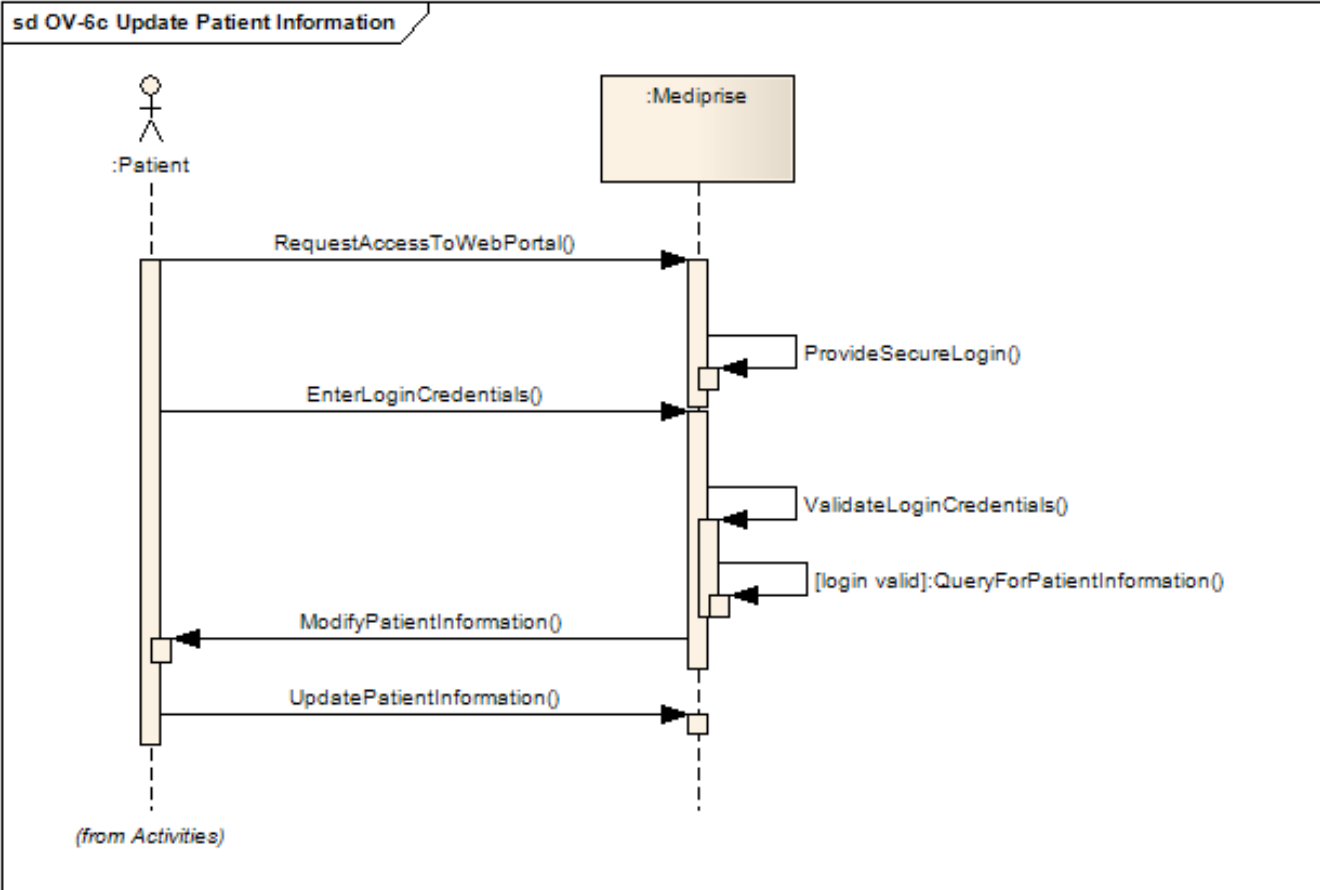 sd OV-6c Update Patient Information
:Mediprise
:Patient
RequestAccessToWebPortal()
ProvideSecureLogin()
EnterLoginCredentials()
ValidateLoginCredentials()
[login valid]:QueryForPatientInformation()
ModifyPatientInformation()
UpdatePatientInformation()
(from Activities)